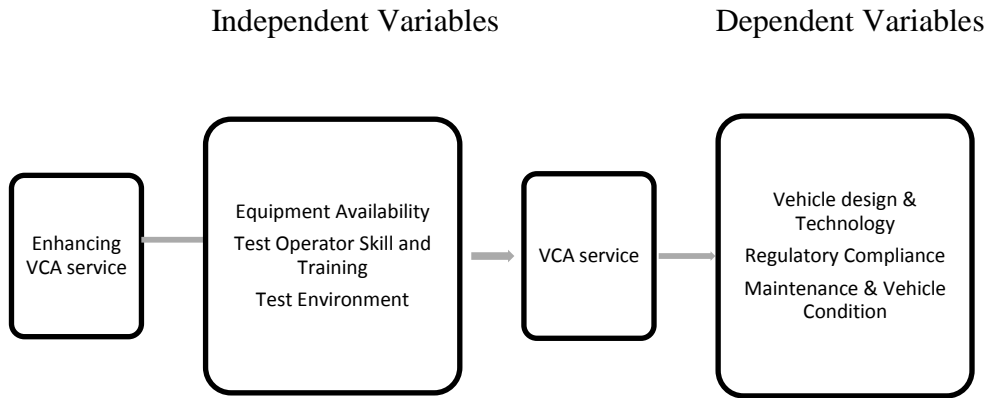 Independent Variables
Dependent Variables
Enhancing
VCA service
Equipment Availability
Test Operator Skill and
Training
Test Environment
VCA service
Vehicle design &
Technology
Regulatory Compliance
Maintenance & Vehicle
Condition